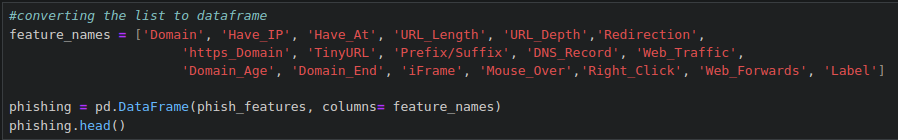 #converting the list to dataframe
feature_names = ['Domain', 'Have_IP', 'Have_At', 'URL_Length', 'URL_Depth','Redirection',
'https_Domain', 'TinyURL', 'Prefix/Suffix', 'DNS_Record', 'Web_Traffic',
'Domain_Age', 'Domain_End', 'iFrame', 'Mouse_Over','Right_Click', 'Web_Forwards', 'Label']
phishing = pd.DataFrame(phish_features, columns= feature_names)
phishing.head()